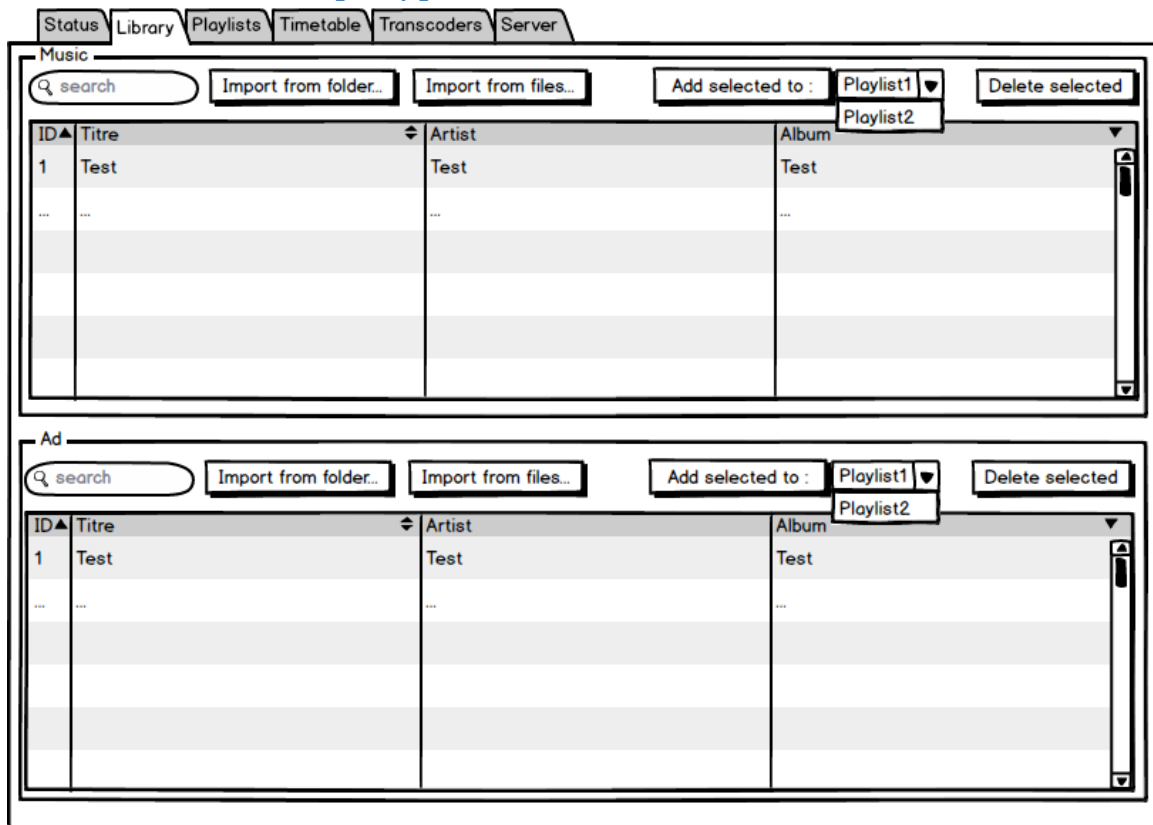 Status Library Playlists Timetable Transcoders Server
Music
search Import from folder... Import from files... Add selected to : Playlist1 Delete selected
Playlist2
ID Titre Artist Album
1 Test Test Test
... ... ... ...
Ad
search Import from folder... Import from files... Add selected to : Playlist1 Delete selected
Playlist2
ID Titre Artist Album
1 Test Test Test
... ... ... ...